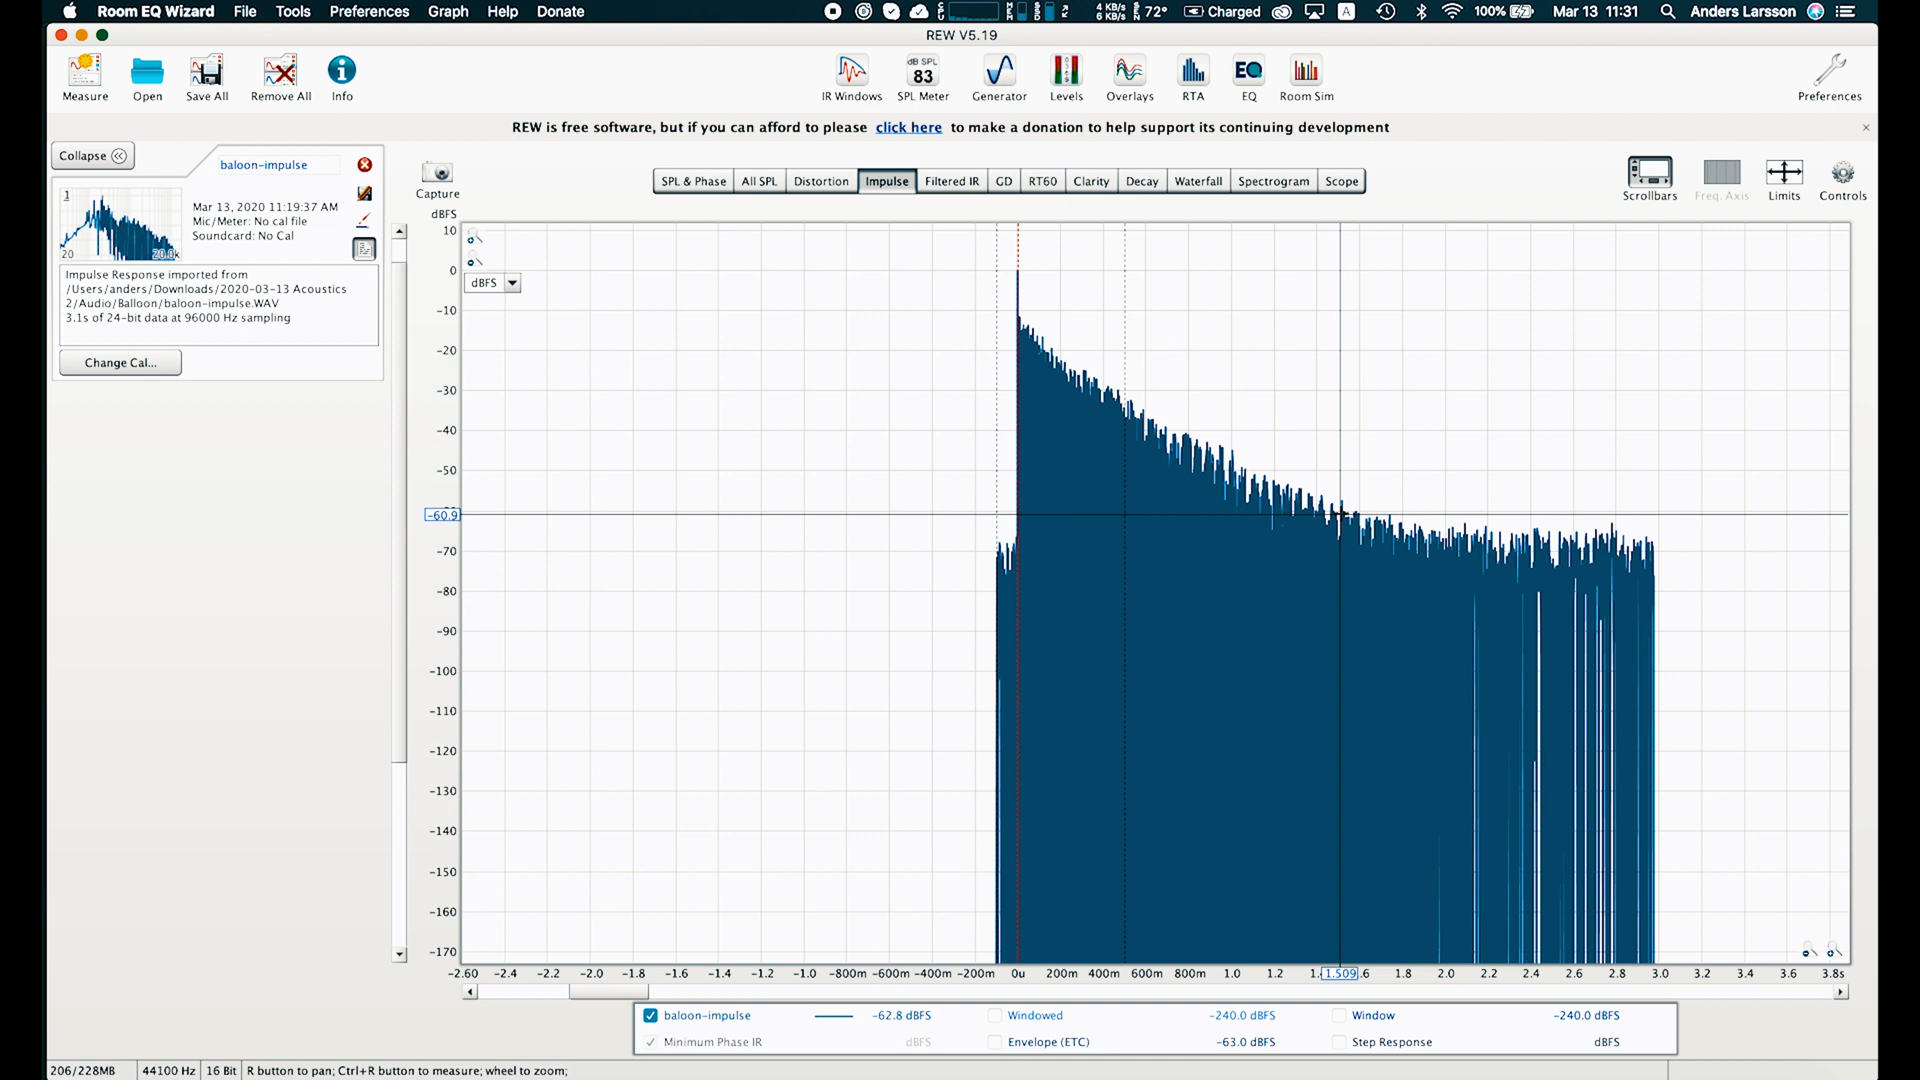 Room EQ Wizard File Tools Preferences Graph Help Donate 4 KB/s 6 KB/s 72° Charged A 100% Mar 13 11:31 Anders Larsson
REW V5.19
Measure Open Save All Remove All Info
IR Windows dB SPL 83 SPL Meter Generator Levels Overlays RTA EQ EQ Room Sim Preferences
REW is free software, but if you can afford to please click here to make a donation to help support its continuing development
Collapse
baloon-impulse
1
20 20.0k
Mar 13, 2020 11:19:37 AM
Mic/Meter: No cal file
Soundcard: No Cal
Impulse Response imported from
/Users/anders/Downloads/2020-03-13 Acoustics
2/Audio/Balloon/baloon-impulse.WAV
3.1s of 24-bit data at 96000 Hz sampling
Change Cal...
Capture
SPL & Phase All SPL Distortion Impulse Filtered IR GD RT60 Clarity Decay Waterfall Spectrogram Scope
Scrollbars Freq. Axis Limits Controls
dBFS
dBFS
10
0
-10
-20
-30
-40
-50
-60.9
-70
-80
-90
-100
-110
-120
-130
-140
-150
-160
-170
-2.60 -2.4 -2.2 -2.0 -1.8 -1.6 -1.4 -1.2 -1.0 -800m -600m -400m -200m 0u 200m 400m 600m 800m 1.0 1.2 1.509 1.8 2.0 2.2 2.4 2.6 2.8 3.0 3.2 3.4 3.6 3.8s
baloon-impulse -62.8 dBFS Windowed -240.0 dBFS Window -240.0 dBFS
Minimum Phase IR dBFS Envelope (ETC) -63.0 dBFS Step Response dBFS
206/228MB 44100 Hz 16 Bit R button to pan; Ctrl+R button to measure; wheel to zoom;